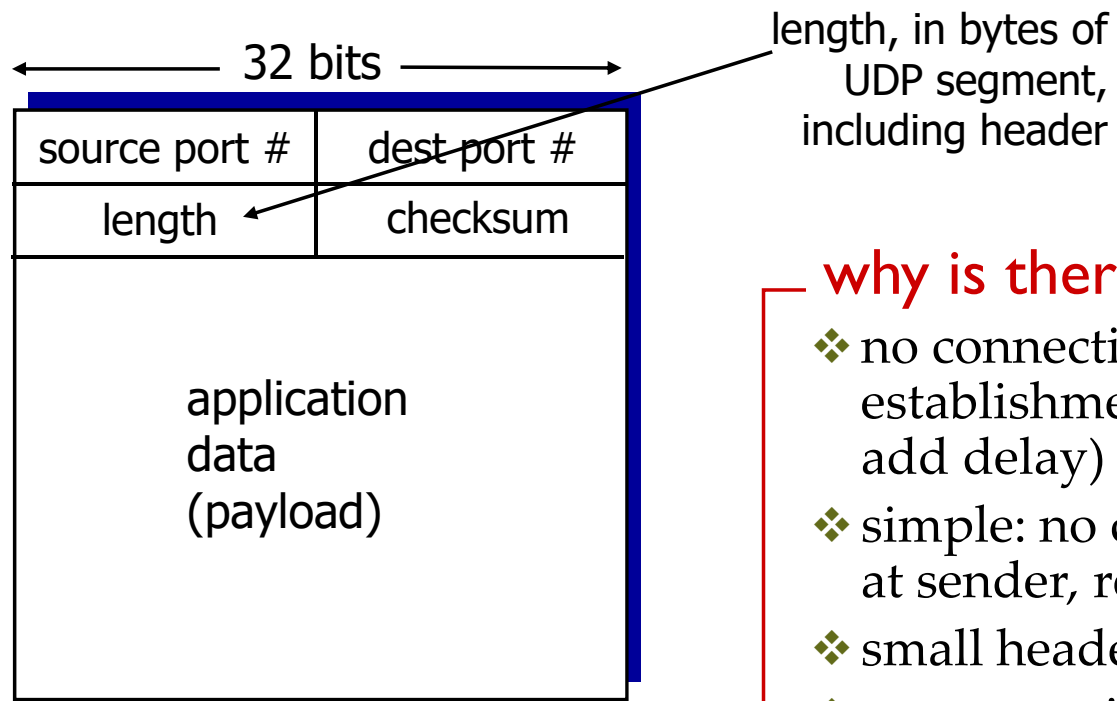 32 bits
length, in bytes of
UDP segment,
including header
source port # dest port #
length checksum
application
data
(payload)
why is ther
no connecti
establishme
add delay)
simple: no
at sender, r
small heade